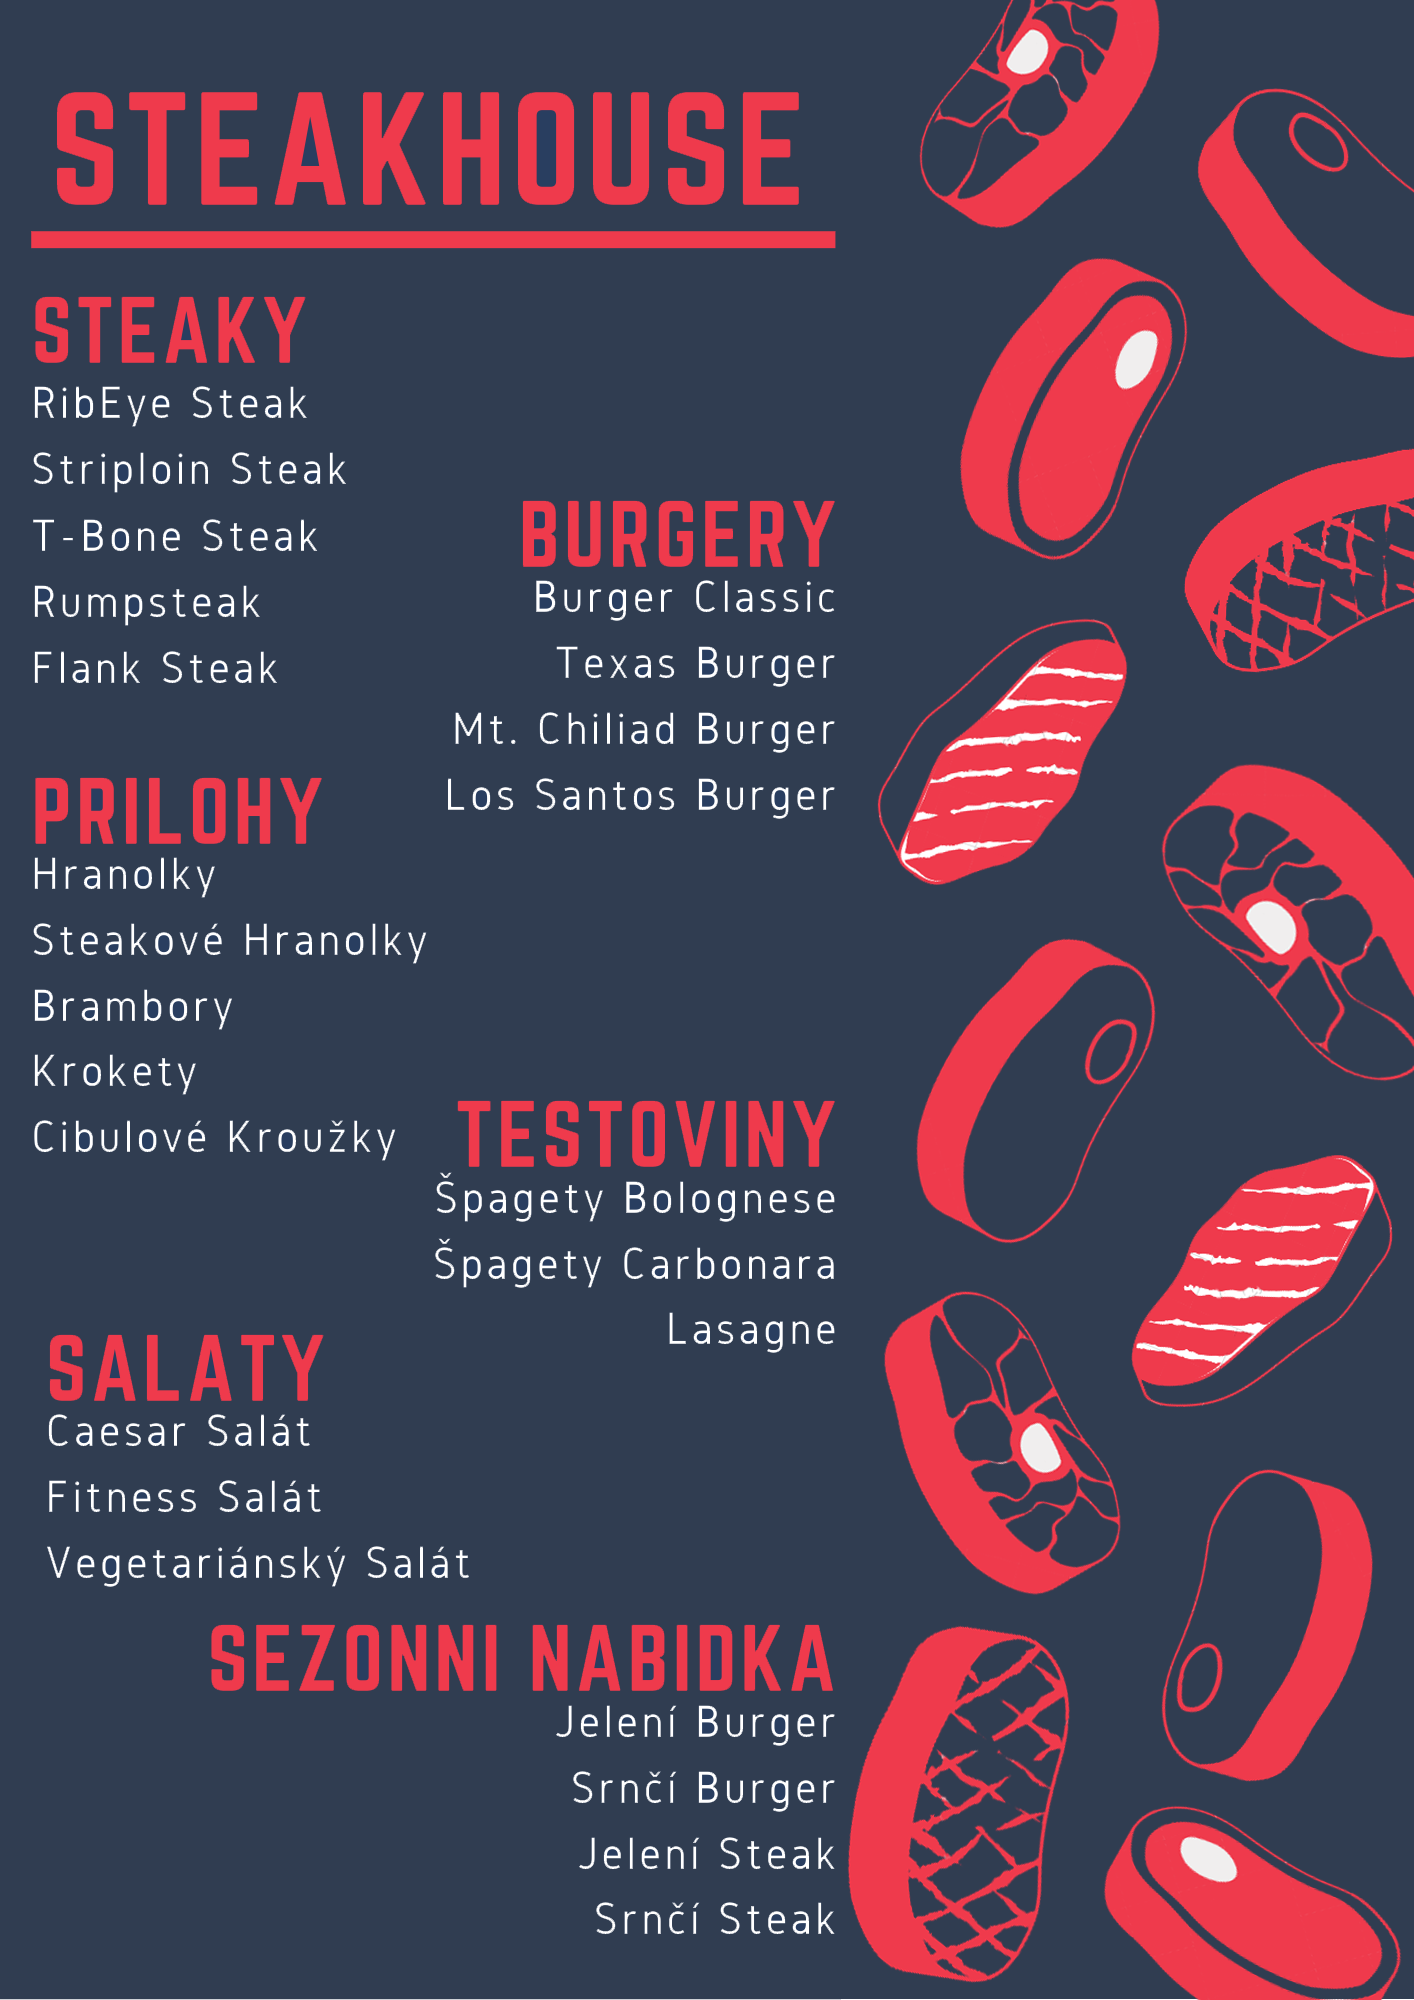 STEAKHOUSE
STEAKY
RibEye Steak
Striploin Steak
T-Bone Steak
Rumpsteak
Flank Steak
BURGERY
Burger Classic
Texas Burger
Mt. Chiliad Burger
Los Santos Burger
PRILOHY
Hranolky
Steakové Hranolky
Brambory
Krokety
Cibulové Kroužky
TESTOVINY
Špagety Bolognese
Špagety Carbonara
Lasagne
SALATY
Caesar Salát
Fitness Salát
Vegetariánský Salát
SEZONNI NABIDKA
Jelení Burger
Srnčí Burger
Jelení Steak
Srnčí Steak